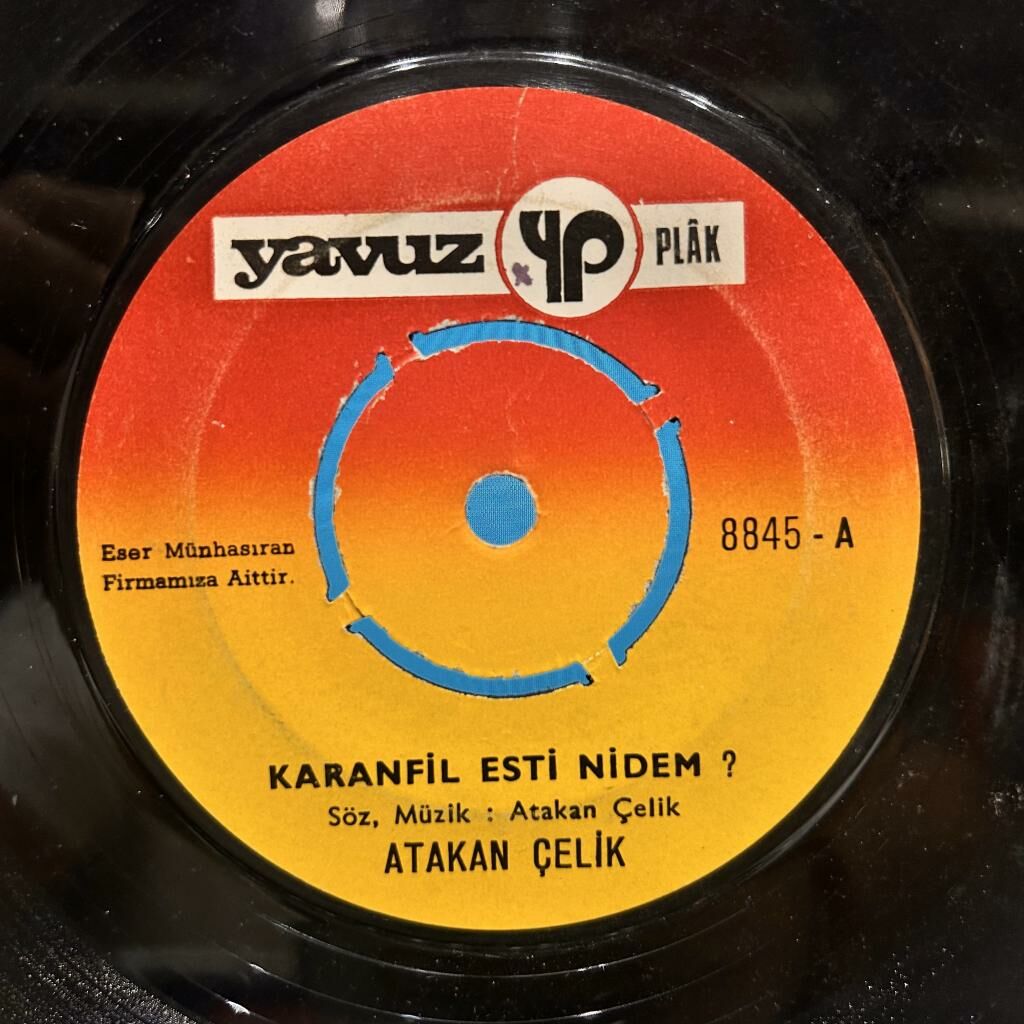 yavuz yp PLÂK
8845 - A
Eser Münhasıran
Firmamıza Aittir.
KARANFİL ESTİ NİDEM ?
Söz, Müzik : Atakan Çelik
ATAKAN ÇELİK